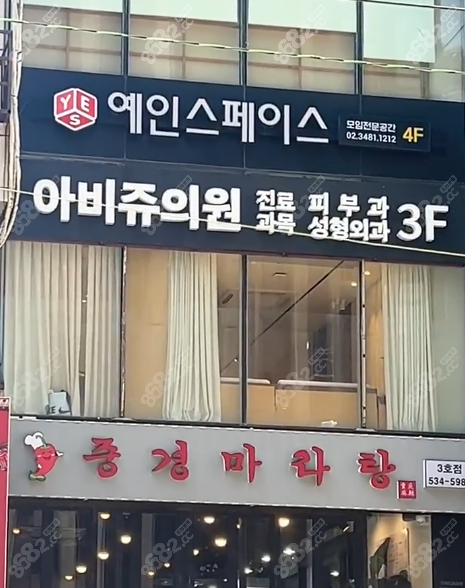 YES 예인스페이스 모임전문공간 4F
02.3481.1212
아비쥬의원 진료 피부과 3F
과목 성형외과
중경마라탕
3호점
534-598
8682.cc